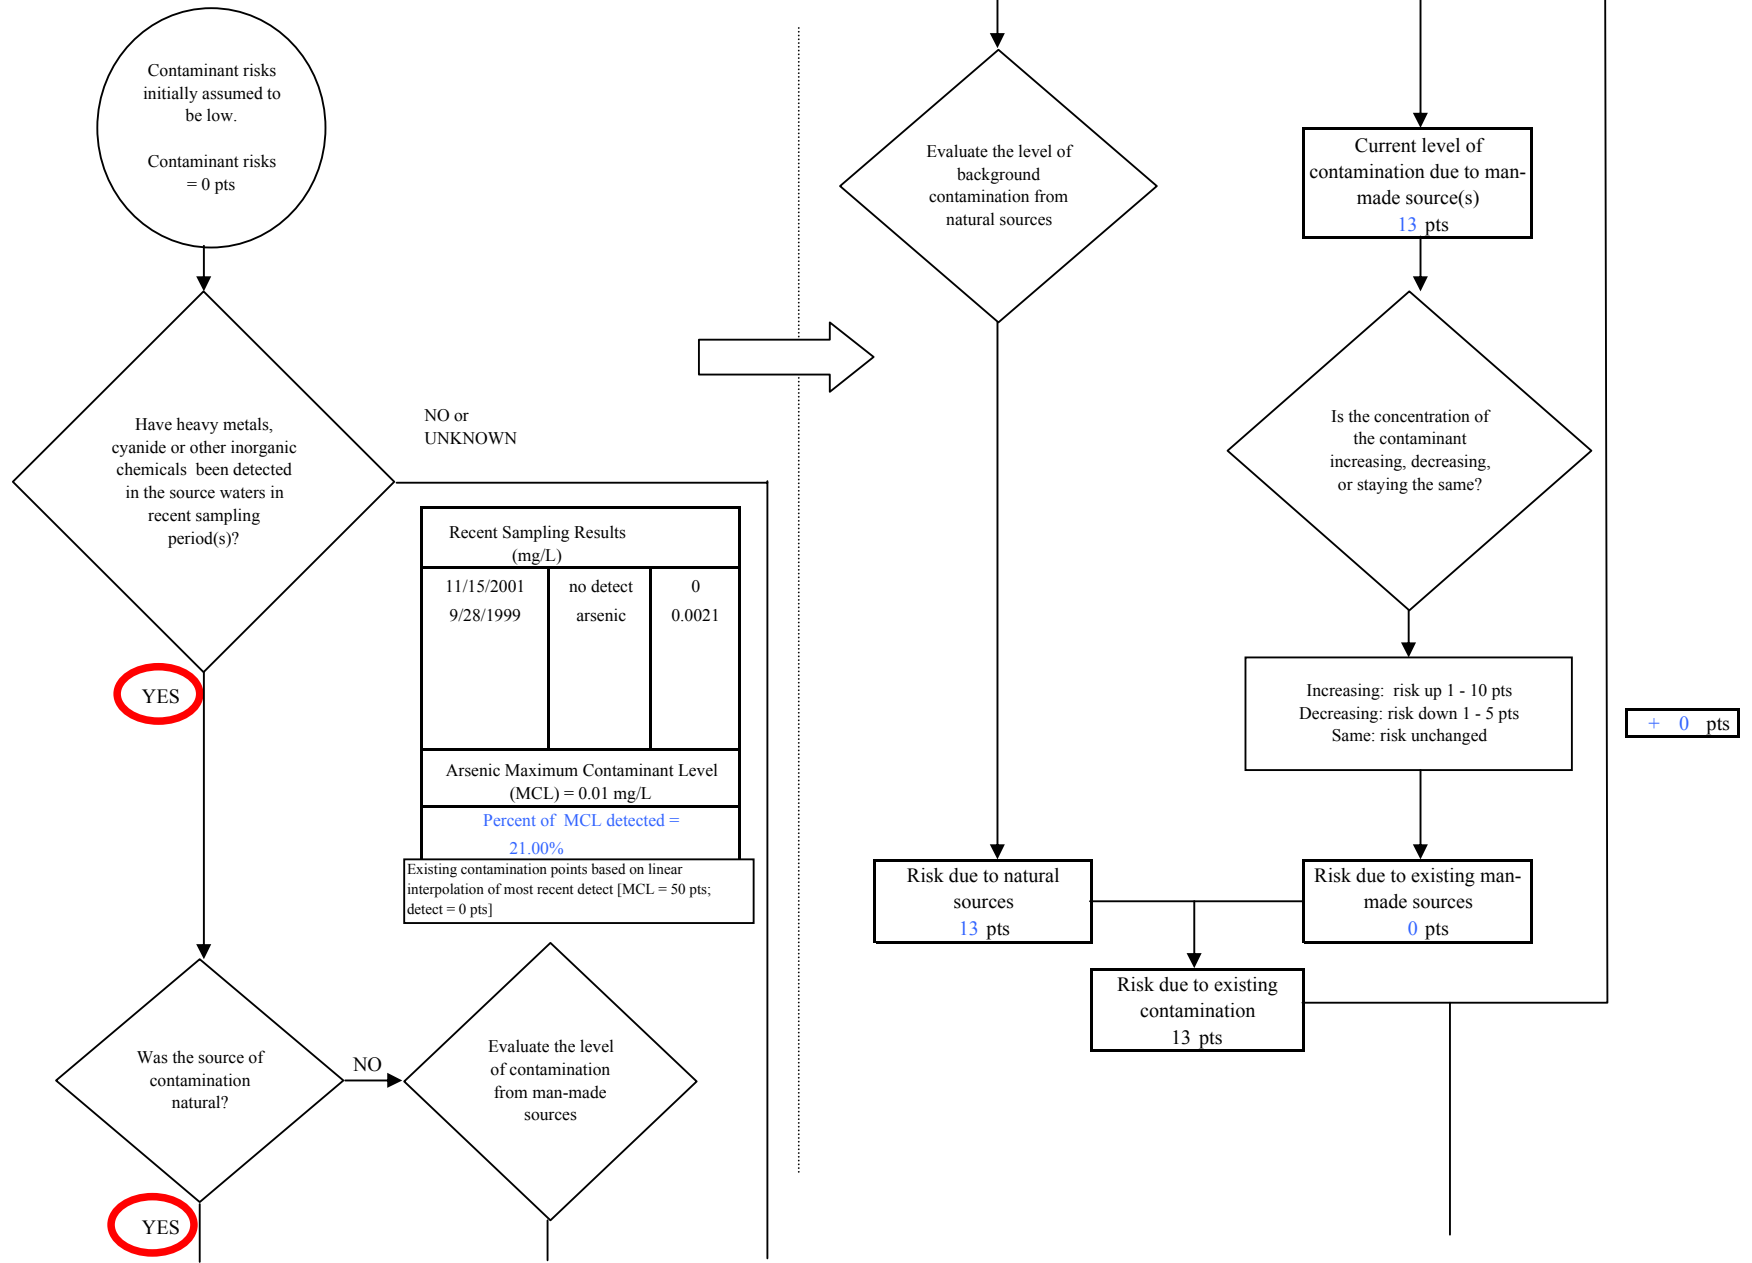 Contaminant risks
initially assumed to
be low.
Contaminant risks
= 0 pts
Have heavy metals,
cyanide or other inorganic
chemicals been detected
in the source waters in
recent sampling
period(s)?
NO or
UNKNOWN
YES
Recent Sampling Results
(mg/L)
11/15/2001 no detect 0
9/28/1999 arsenic 0.0021
Arsenic Maximum Contaminant Level
(MCL) = 0.01 mg/L
Percent of MCL detected =
21.00%
Existing contamination points based on linear
interpolation of most recent detect [MCL = 50 pts;
detect = 0 pts]
Was the source of
contamination
natural?
NO
YES
Evaluate the level
of contamination
from man-made
sources
Evaluate the level of
background
contamination from
natural sources
Current level of
contamination due to man-
made source(s)
13 pts
Is the concentration of
the contaminant
increasing, decreasing,
or staying the same?
Increasing: risk up 1 - 10 pts
Decreasing: risk down 1 - 5 pts
Same: risk unchanged
+ 0 pts
Risk due to natural
sources
13 pts
Risk due to existing man-
made sources
0 pts
Risk due to existing
contamination
13 pts